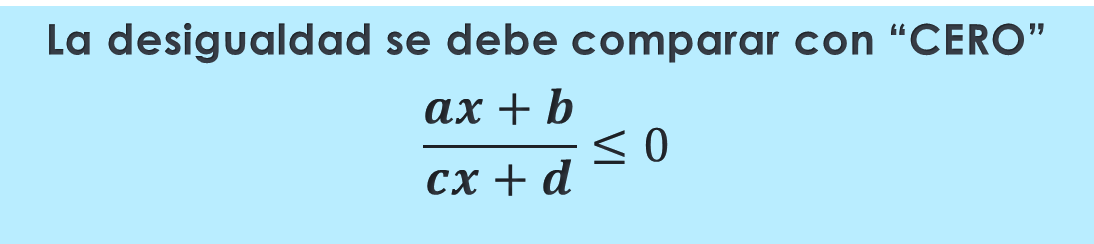 La desigualdad se debe comparar con “CERO”
ax + b
cx + d
≤ 0